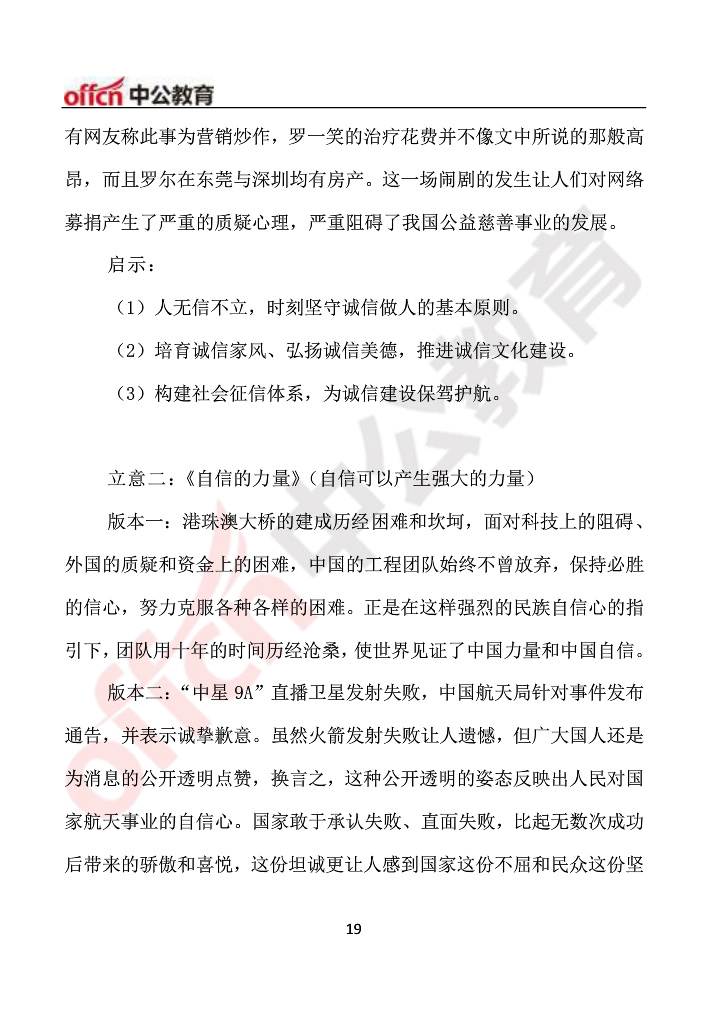 offcn 中公教育
有网友称此事为营销炒作，罗一笑的治疗花费并不像文中所说的那般高
昂，而且罗尔在东莞与深圳均有房产。这一场闹剧的发生让人们对网络
募捐产生了严重的质疑心理，严重阻碍了我国公益慈善事业的发展。
启示：
（1）人无信不立，时刻坚守诚信做人的基本原则。
（2）培育诚信家风、弘扬诚信美德，推进诚信文化建设。
（3）构建社会征信体系，为诚信建设保驾护航。
立意二：《自信的力量》（自信可以产生强大的力量）
版本一：港珠澳大桥的建成历经困难和坎坷，面对科技上的阻碍、
外国的质疑和资金上的困难，中国的工程团队始终不曾放弃，保持必胜
的信心，努力克服各种各样的困难。正是在这样强烈的民族自信心的指
引下，团队用十年的时间历经沧桑，使世界见证了中国力量和中国自信。
版本二：“中星 9A”直播卫星发射失败，中国航天局针对事件发布
通告，并表示诚挚歉意。虽然火箭发射失败让人遗憾，但广大国人还是
为消息的公开透明点赞，换言之，这种公开透明的姿态反映出人民对国
家航天事业的自信心。国家敢于承认失败、直面失败，比起无数次成功
后带来的骄傲和喜悦，这份坦诚更让人感到国家这份不屈和民众这份坚
19
offcn 中公教育